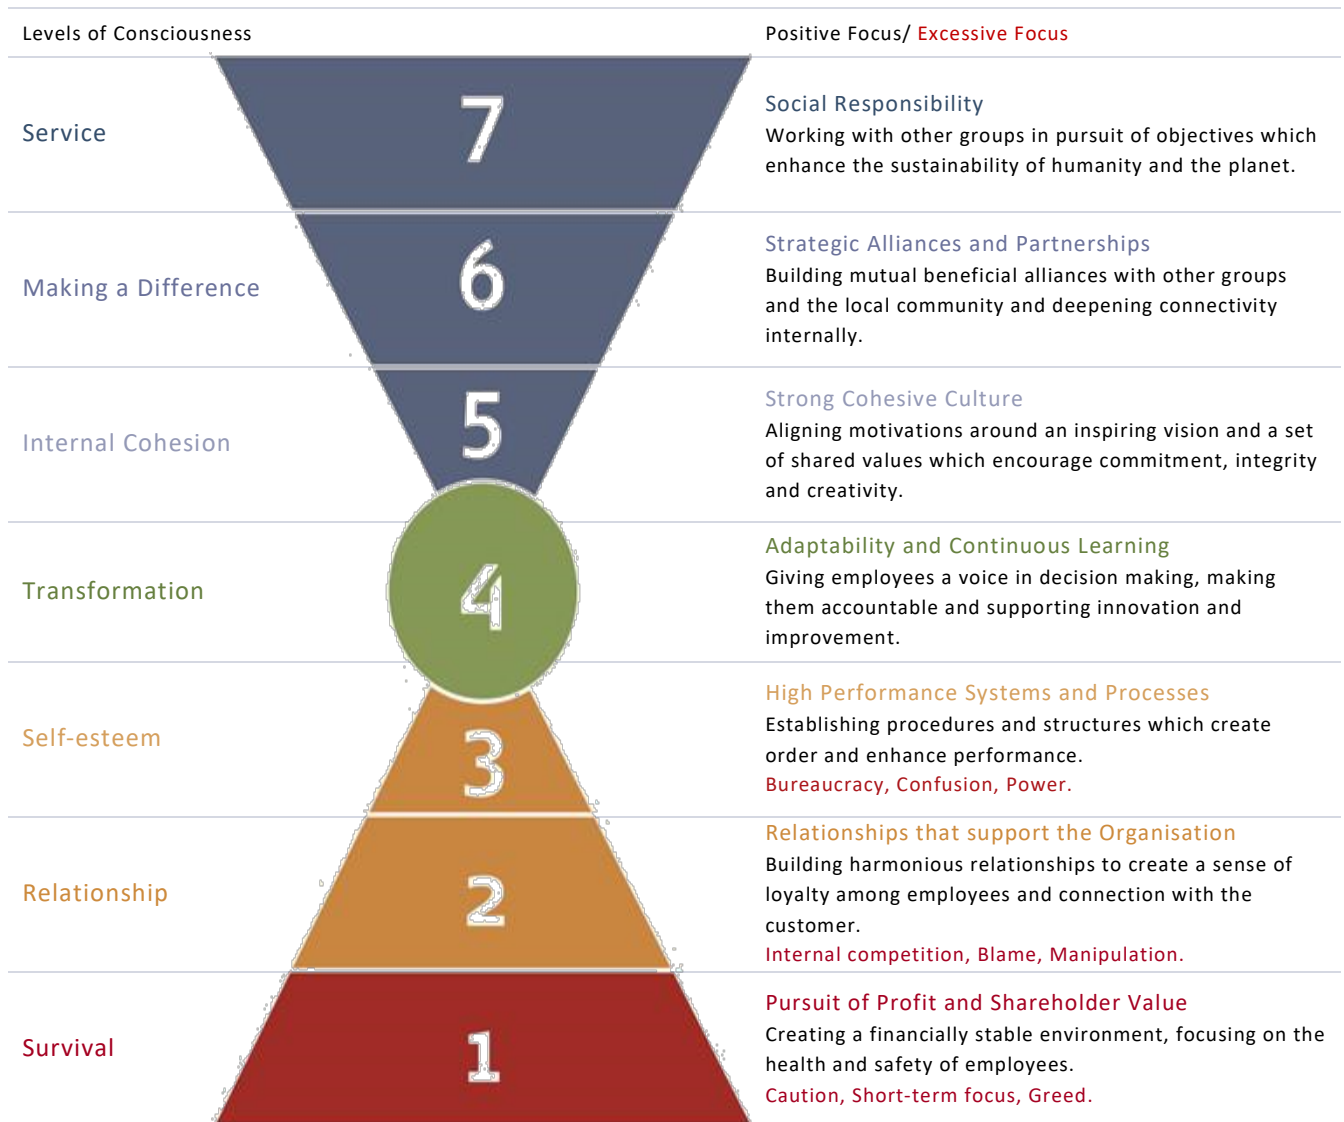 Levels of Consciousness
Positive Focus/ Excessive Focus
Service
7
Social Responsibility
Working with other groups in pursuit of objectives which
enhance the sustainability of humanity and the planet.
Making a Difference
6
Strategic Alliances and Partnerships
Building mutual beneficial alliances with other groups
and the local community and deepening connectivity
internally.
Internal Cohesion
5
Strong Cohesive Culture
Aligning motivations around an inspiring vision and a set
of shared values which encourage commitment, integrity
and creativity.
Transformation
4
Adaptability and Continuous Learning
Giving employees a voice in decision making, making
them accountable and supporting innovation and
improvement.
Self-esteem
3
High Performance Systems and Processes
Establishing procedures and structures which create
order and enhance performance.
Bureaucracy, Confusion, Power.
Relationship
2
Relationships that support the Organisation
Building harmonious relationships to create a sense of
loyalty among employees and connection with the
customer.
Internal competition, Blame, Manipulation.
Survival
1
Pursuit of Profit and Shareholder Value
Creating a financially stable environment, focusing on the
health and safety of employees.
Caution, Short-term focus, Greed.